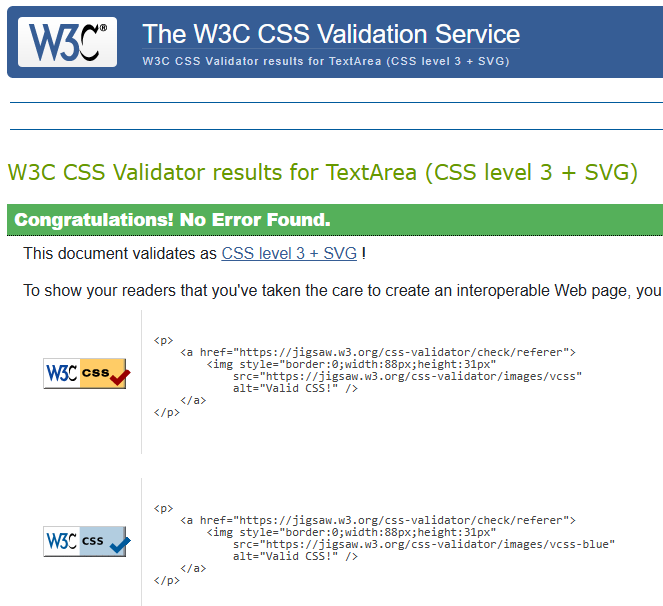 W3C®
The W3C CSS Validation Service
W3C CSS Validator results for TextArea (CSS level 3 + SVG)
W3C CSS Validator results for TextArea (CSS level 3 + SVG)
Congratulations! No Error Found.
This document validates as CSS level 3 + SVG !
To show your readers that you've taken the care to create an interoperable Web page, you
W3C css
<p>
    <a href="https://jigsaw.w3.org/css-validator/check/referer">
        <img style="border:0;width:88px;height:31px"
            src="https://jigsaw.w3.org/css-validator/images/vcss"
            alt="Valid CSS!" />
    </a>
</p>
W3C css
<p>
    <a href="https://jigsaw.w3.org/css-validator/check/referer">
        <img style="border:0;width:88px;height:31px"
            src="https://jigsaw.w3.org/css-validator/images/vcss-blue"
            alt="Valid CSS!" />
    </a>
</p>